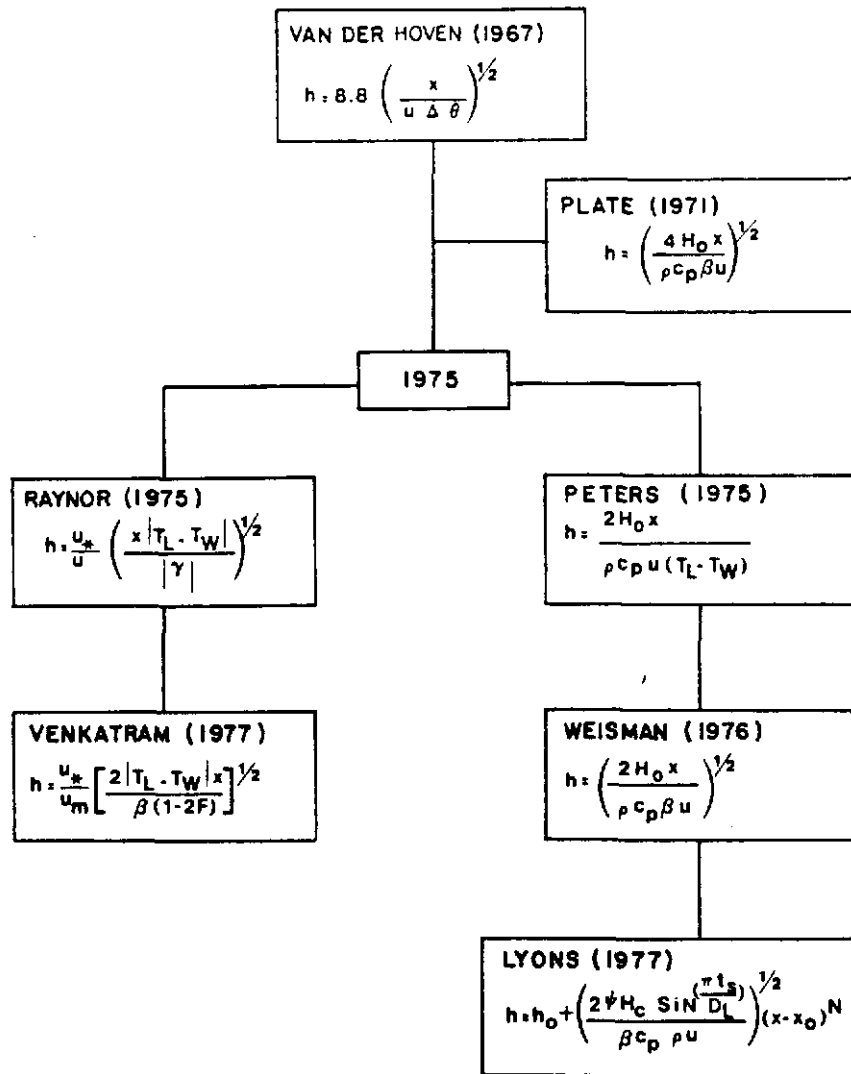 VAN DER HOVEN (1967)
h = 8.8 ( x / u Δ θ )^1/2
PLATE (1971)
h = ( 4 H₀ x / ρ c_p β u )^1/2
1975
RAYNOR (1975)
h = u_* / u ( x |T_L - T_W| / |γ| )^1/2
PETERS (1975)
h = 2 H₀ x / ρ c_p u (T_L - T_W)
VENKATRAM (1977)
h = u_* / u_m [ 2 |T_L - T_W| x / β (1-2F) ]^1/2
WEISMAN (1976)
h = ( 2 H₀ x / ρ c_p β u )^1/2
LYONS (1977)
h = h₀ + ( 2 ψ H_c SiN (π t_s / D_L) / β c_p ρ u )^1/2 (x - x₀)^N